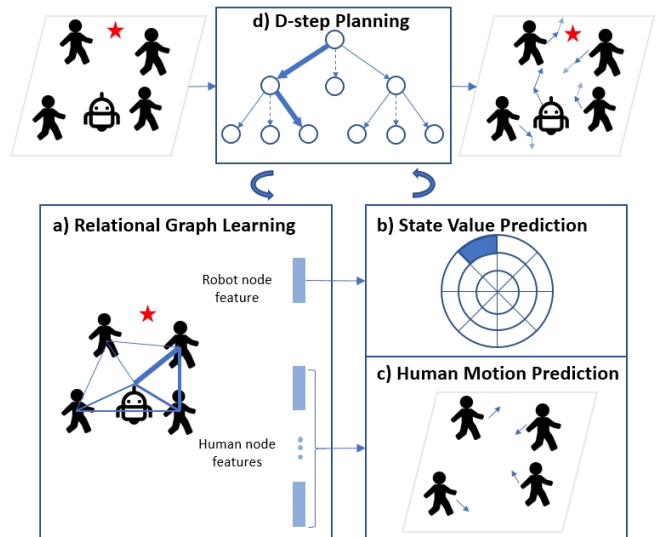 d) D-step Planning
a) Relational Graph Learning
Robot node
feature
Human node
features
b) State Value Prediction
c) Human Motion Prediction